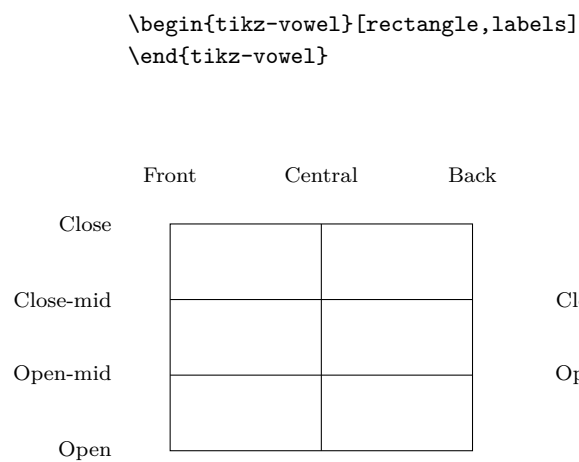 \begin{tikz-vowel}[rectangle,labels]
\end{tikz-vowel}
Front Central Back
Close
Close-mid
Open-mid
Open